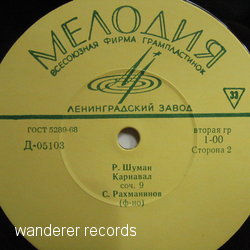 МЕЛОДИЯ
ВСЕСОЮЗНАЯ ФИРМА ГРАМПЛАСТИНОК
33
ЛЕНИНГРАДСКИЙ ЗАВОД
ГОСТ 5289-68
Д-05103
вторая гр
1-00
Сторона 2
Р. Шуман
Карнавал
соч. 9
С. Рахманинов
(ф-но)
wanderer records